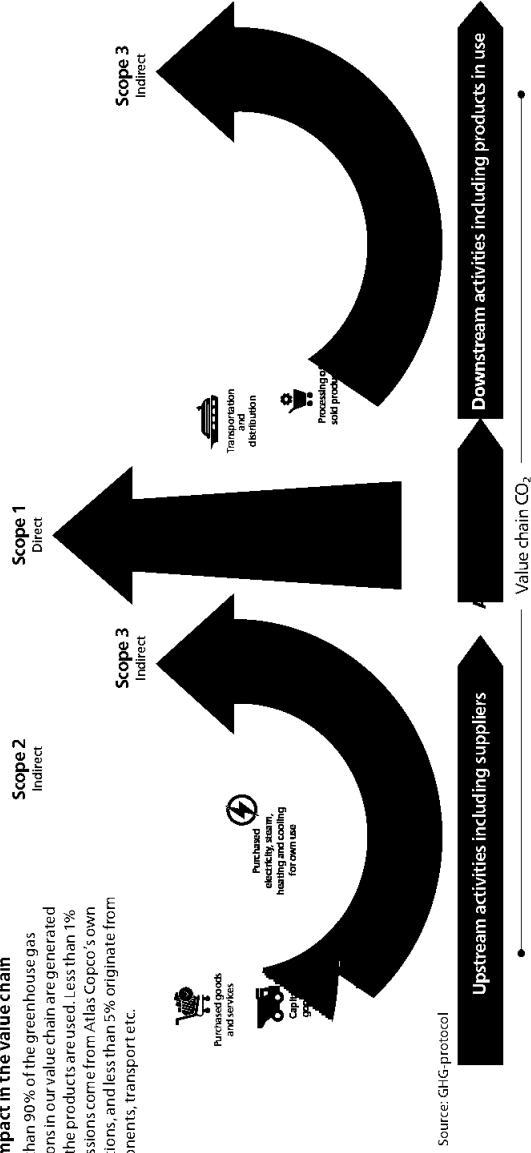 mpact in the value chain
han 90% of the greenhouse gas
ons in our value chain are generated
the products are used. Less than 1%
ssions come from Atlas Copco's own
tions, and less than 5% originate from
onents, transport etc.
Scope 2
Indirect
Scope 3
Indirect
Scope 1
Direct
Scope 3
Indirect
Purchased goods
and services
Purchased
electricity, steam,
heating and cooling
for own use
Transportation
and
distribution
Processing
sold
Source: GHG-protocol
Upstream activities including suppliers
Downstream activities including products in use
Value chain CO2